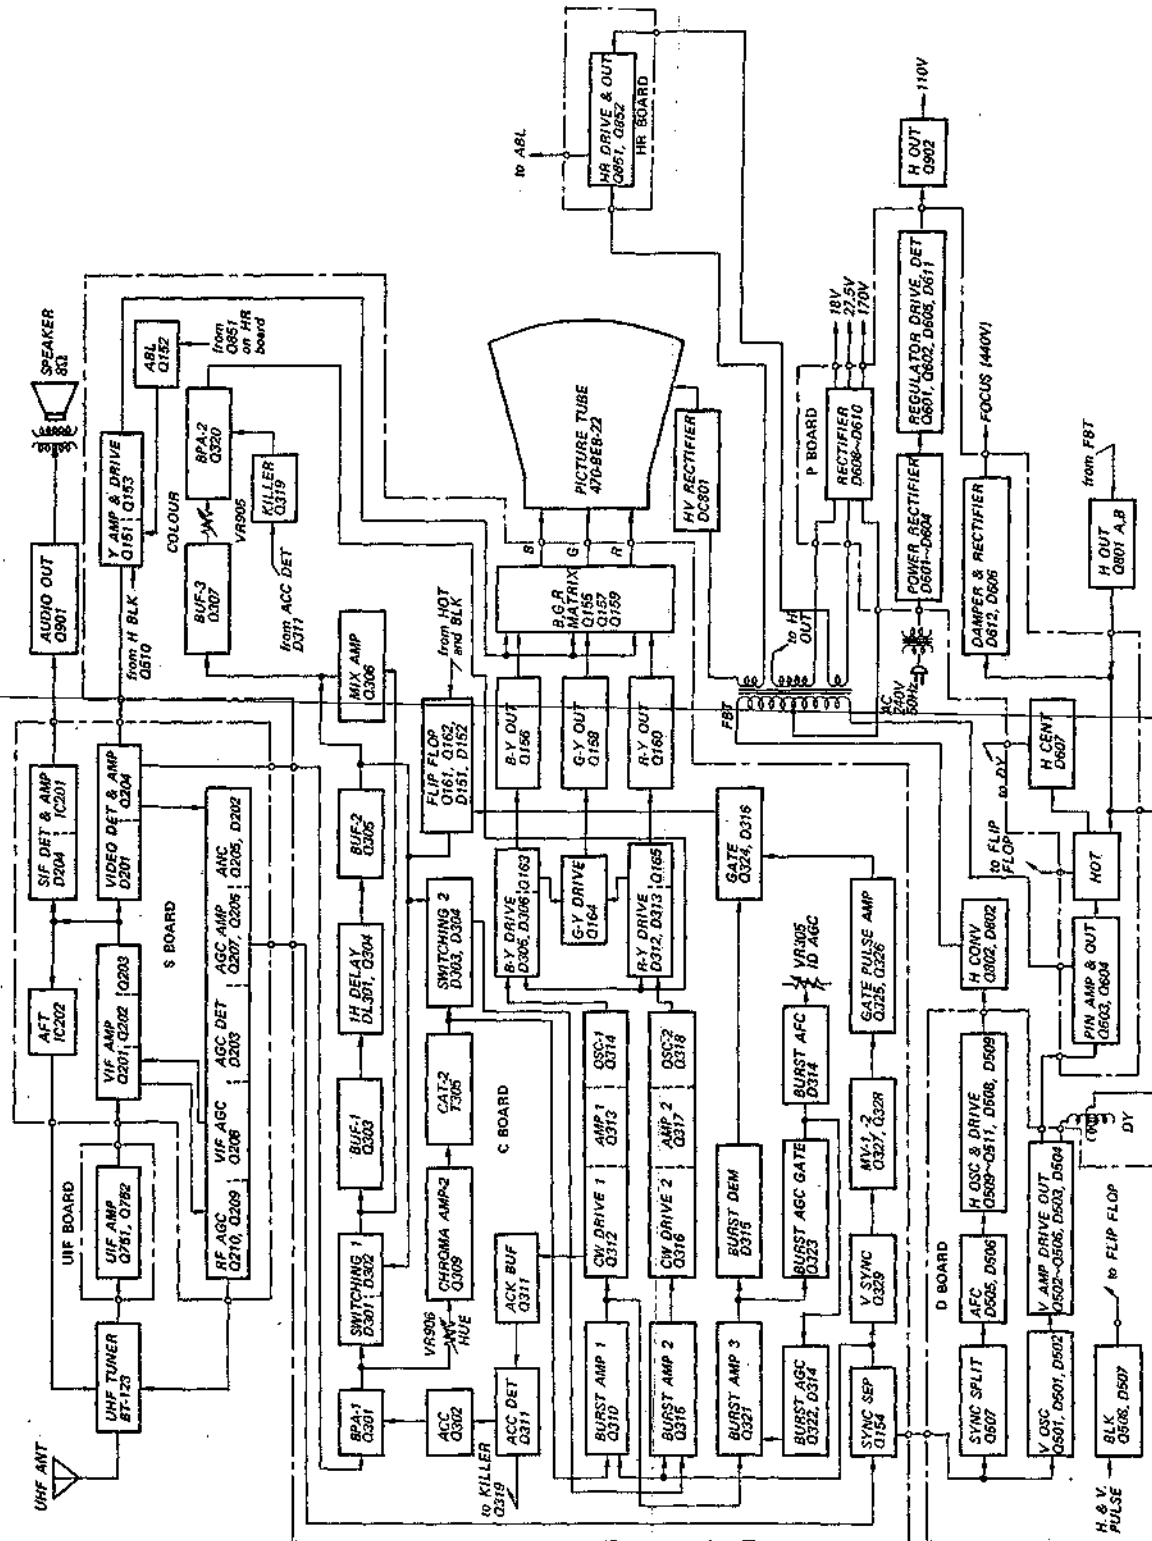 UHF ANT
UHF TUNER
BT-123
UIF BOARD
UIF AMP
Q751, Q752
AFT
IC202
VIF AMP
Q201 Q202 Q203
SIF DET & AMP
D204 IC201
AUDIO OUT
Q901
SPEAKER
8Ω
VIDEO DET & AMP
D201 Q204
from H BLK
Q510
Y AMP & DRIVE
Q151 Q153
ABL
Q152
from
Q851
on HR
board
S BOARD
RF AGC
Q210, Q209
VIF AGC
Q206
AGC DET
D203
AGC AMP
Q207, Q205
ANC
Q205, D202
BPA-1
Q301
SWITCHING 1
D301 D302
BUF-1
Q303
1H DELAY
DL301, Q304
BUF-2
Q305
MIX AMP
Q306
BUF-3
Q307
COLOUR
VR905
BPA-2
Q320
KILLER
Q319
from ACC DET
D311
ACC
Q302
VR906
HUE
CHROMA AMP-2
Q309
CAT-2
T305
SWITCHING 2
D303, D304
FLIP FLOP
Q161, Q162,
D151, D152
from HOT
and BLK
to KILLER
Q319
ACC DET
D311
ACK BUF
Q311
C BOARD
BURST AMP 1
Q310
CW DRIVE 1
Q312
AMP 1
Q313
OSC-1
Q314
B-Y DRIVE
D305, D306 Q163
B-Y OUT
Q156
G-Y DRIVE
Q164
G-Y OUT
Q158
B,G,R
MATRIX
Q155
Q157
Q159
B
G
R
PICTURE TUBE
470-BEB-22
BURST AMP 2
Q315
CW DRIVE 2
Q316
AMP 2
Q317
OSC-2
Q318
R-Y DRIVE
D312, D313 Q165
R-Y OUT
Q160
HV RECTIFIER
DC801
to ABL
HR DRIVE & OUT
Q851, Q852
HR BOARD
BURST AMP 3
Q321
BURST DEM
D315
GATE
Q324, D316
FBT
to H
OUT
BURST AGC
Q322, D314
BURST AGC GATE
Q323
BURST AFC
D314
VR305
ID AGC
P BOARD
RECTIFIER
D608~D610
18V
27.5V
170V
SYNC SEP
Q154
V SYNC
Q329
MV-1, -2
Q327, Q328
GATE PULSE AMP
Q325, Q326
AC
240V
50Hz
POWER RECTIFIER
D601~D604
REGULATOR DRIVE, DET
Q601, Q602, D605, D611
H OUT
Q902
110V
D BOARD
SYNC SPLIT
Q507
AFC
D505, D506
H OSC & DRIVE
Q509~Q511, D508, D509
H CONV
Q802, D802
to FLIP
FLOP
to DY
DAMPER & RECTIFIER
D612, D606
FOCUS (440V)
V OSC
Q501, D501, D502
V AMP DRIVE OUT
Q502~Q506, D503, D504
PIN AMP & OUT
Q503, Q604
HOT
H CENT
D607
H. & V.
PULSE
BLK
Q508, D507
to FLIP FLOP
DY
H OUT
Q801 A,B
from FBT